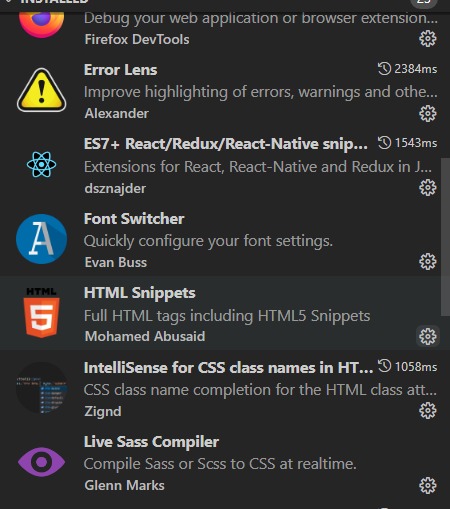 INSTALLED 23
Debug your web application or browser extension...
Firefox DevTools
Error Lens 2384ms
Improve highlighting of errors, warnings and othe...
Alexander
ES7+ React/Redux/React-Native snip... 1543ms
Extensions for React, React-Native and Redux in J...
dsznajder
Font Switcher
Quickly configure your font settings.
Evan Buss
HTML Snippets
Full HTML tags including HTML5 Snippets
Mohamed Abusaid
IntelliSense for CSS class names in HT... 1058ms
CSS class name completion for the HTML class att...
Zignd
Live Sass Compiler
Compile Sass or Scss to CSS at realtime.
Glenn Marks